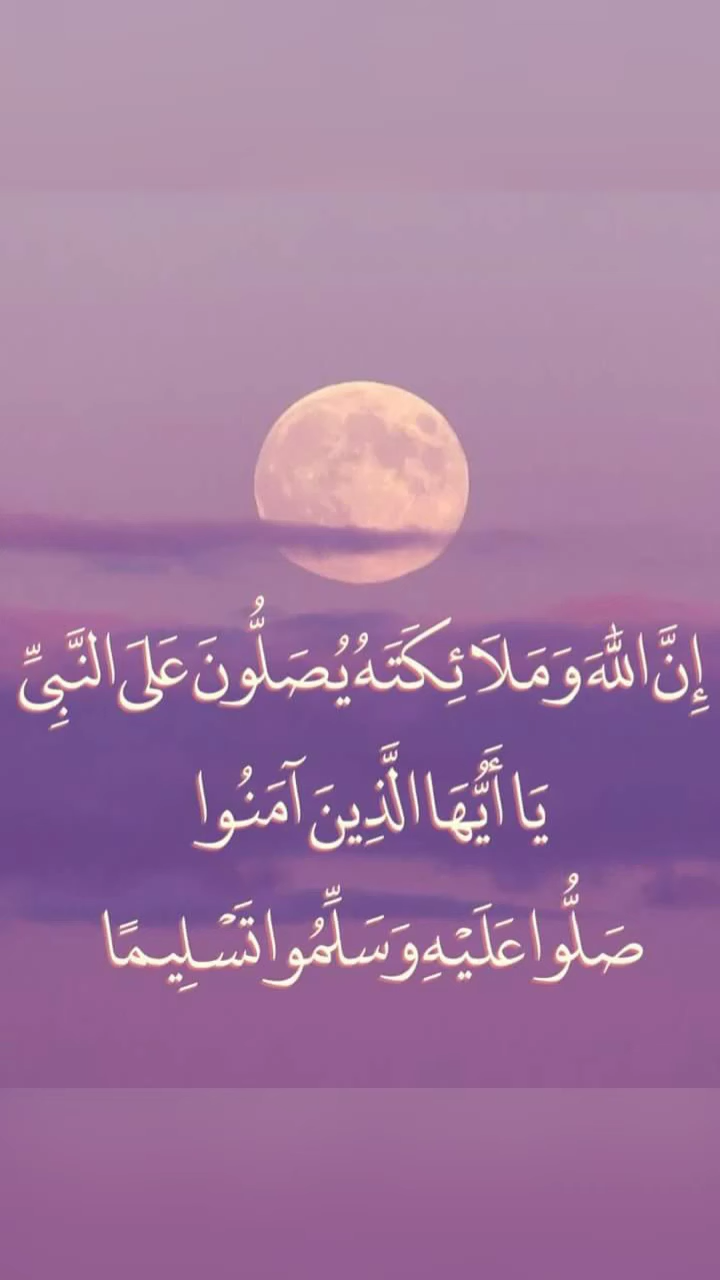 إِنَّ اللَّهَ وَمَلَائِكَتَهُ يُصَلُّونَ عَلَى النَّبِيِّ
يَا أَيُّهَا الَّذِينَ آمَنُوا
صَلُّوا عَلَيْهِ وَسَلِّمُوا تَسْلِيمًا